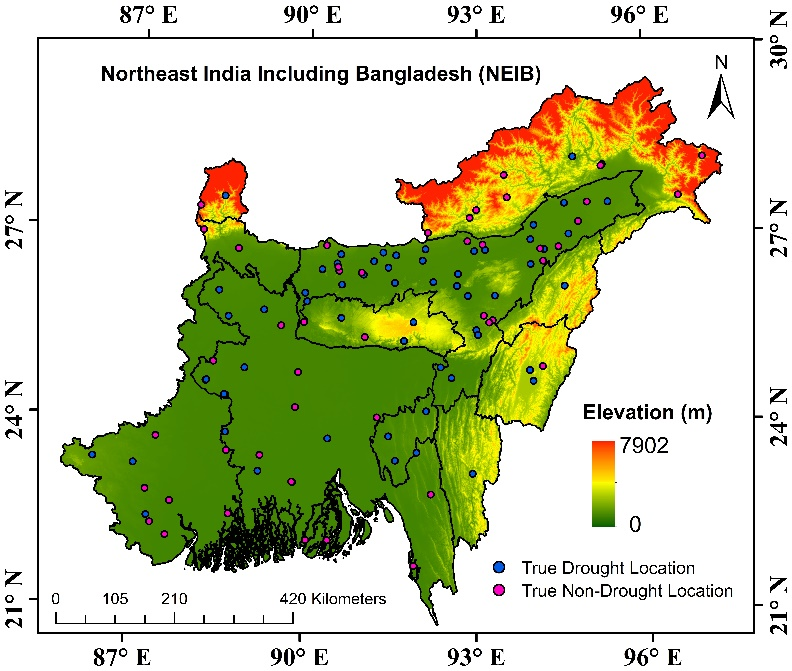 87° E 90° E 93° E 96° E
30° N
Northeast India Including Bangladesh (NEIB)
N
27° N 27° N
24° N 24° N
Elevation (m)
7902
0
True Drought Location
True Non-Drought Location
0 105 210 420 Kilometers
21° N 21° N
87° E 90° E 93° E 96° E